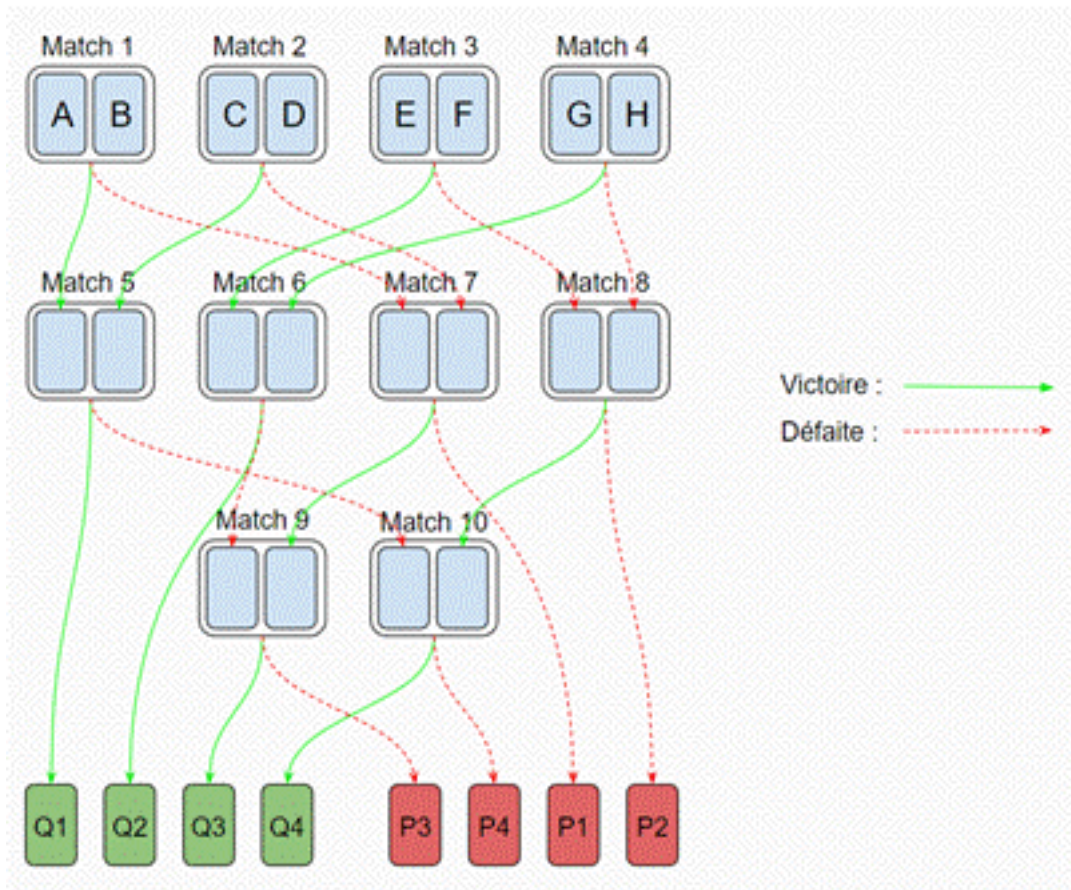 Match 1 Match 2 Match 3 Match 4
A B C D E F G H
Match 5 Match 6 Match 7 Match 8
Victoire :
Défaite :
Match 9 Match 10
Q1 Q2 Q3 Q4 P3 P4 P1 P2